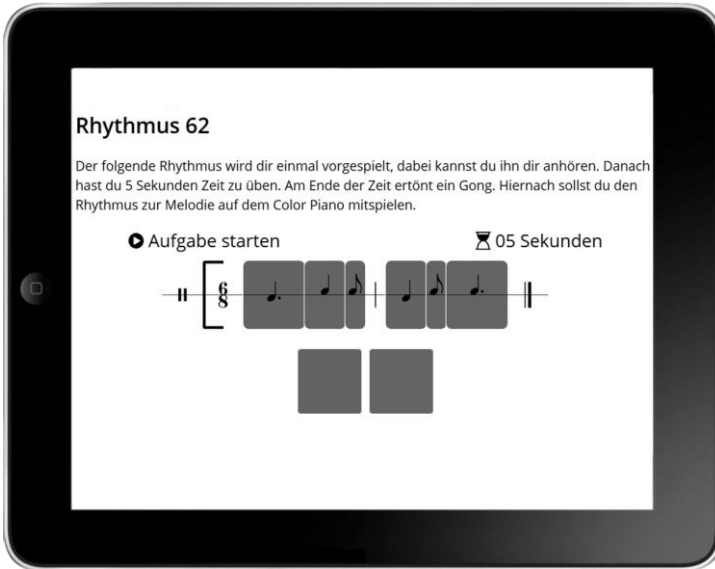 Rhythmus 62
Der folgende Rhythmus wird dir einmal vorgespielt, dabei kannst du ihn dir anhören. Danach
hast du 5 Sekunden Zeit zu üben. Am Ende der Zeit ertönt ein Gong. Hiernach sollst du den
Rhythmus zur Melodie auf dem Color Piano mitspielen.
Aufgabe starten 05 Sekunden
6
8